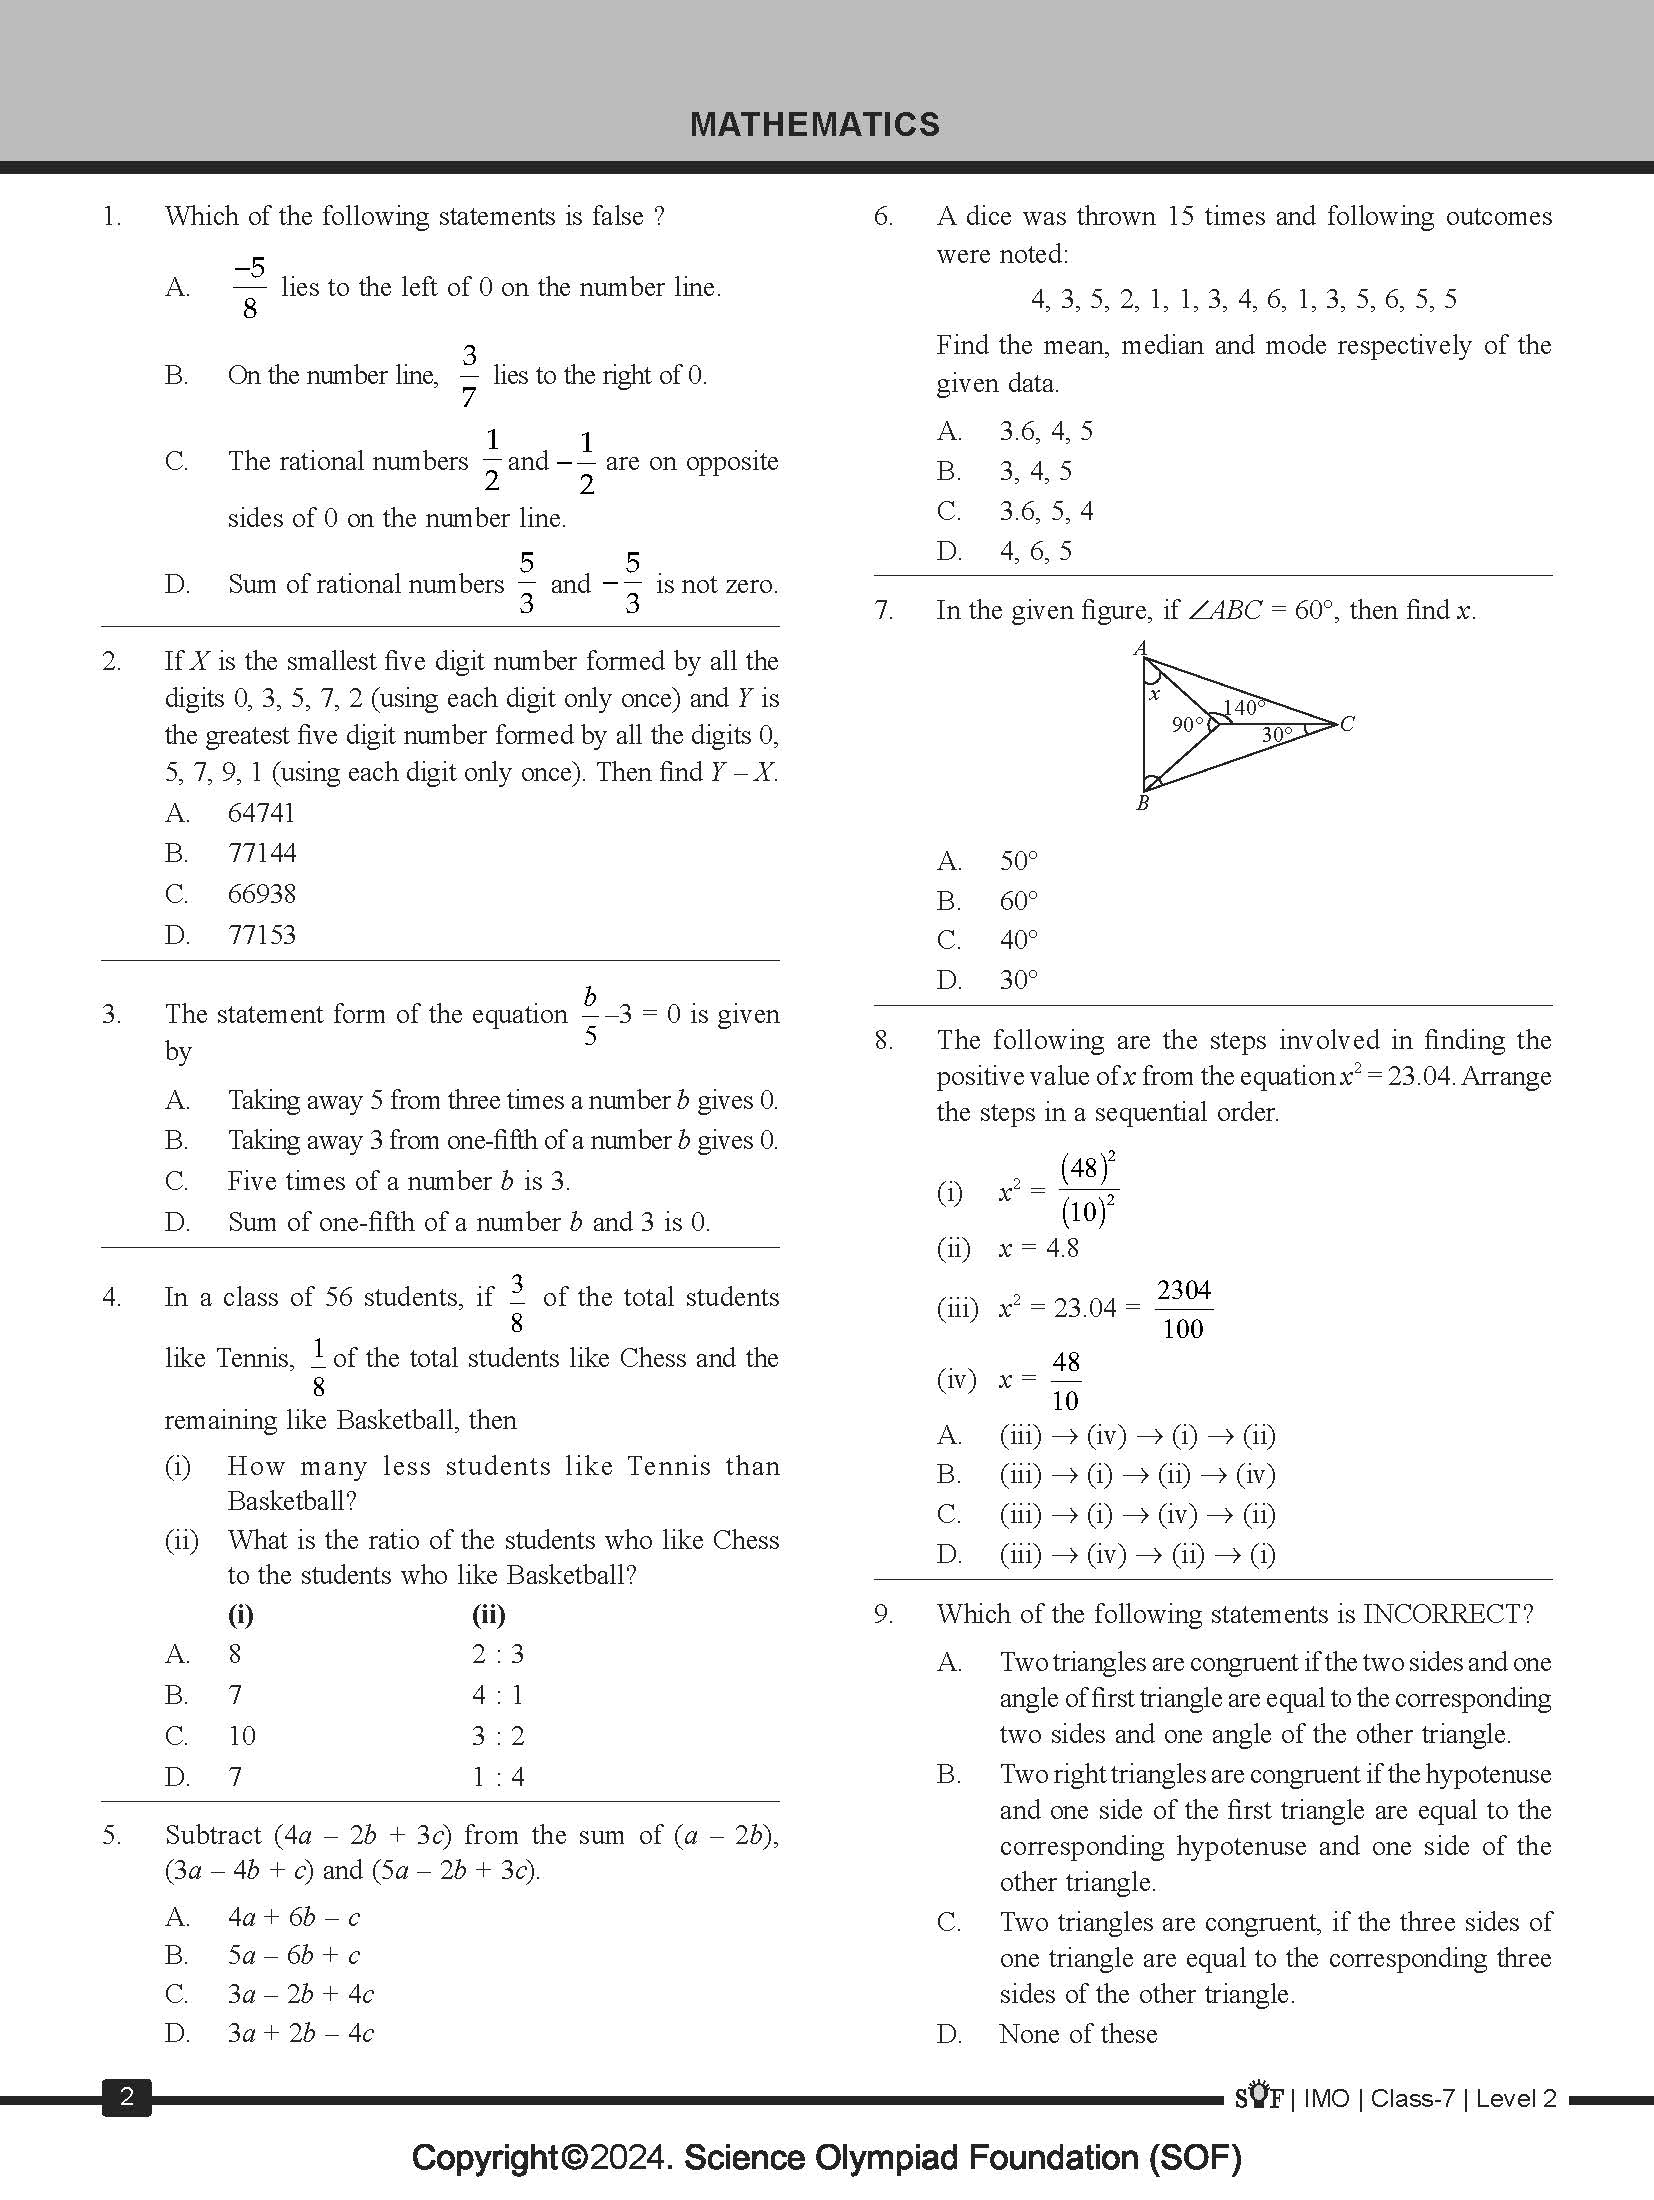 MATHEMATICS
1. Which of the following statements is false ?
A. –5/8 lies to the left of 0 on the number line.
B. On the number line, 3/7 lies to the right of 0.
C. The rational numbers 1/2 and –1/2 are on opposite
sides of 0 on the number line.
D. Sum of rational numbers 5/3 and –5/3 is not zero.
2. If X is the smallest five digit number formed by all the
digits 0, 3, 5, 7, 2 (using each digit only once) and Y is
the greatest five digit number formed by all the digits 0,
5, 7, 9, 1 (using each digit only once). Then find Y – X.
A. 64741
B. 77144
C. 66938
D. 77153
3. The statement form of the equation b/5 –3 = 0 is given
by
A. Taking away 5 from three times a number b gives 0.
B. Taking away 3 from one-fifth of a number b gives 0.
C. Five times of a number b is 3.
D. Sum of one-fifth of a number b and 3 is 0.
4. In a class of 56 students, if 3/8 of the total students
like Tennis, 1/8 of the total students like Chess and the
remaining like Basketball, then
(i) How many less students like Tennis than
Basketball?
(ii) What is the ratio of the students who like Chess
to the students who like Basketball?
(i) (ii)
A. 8 2 : 3
B. 7 4 : 1
C. 10 3 : 2
D. 7 1 : 4
5. Subtract (4a – 2b + 3c) from the sum of (a – 2b),
(3a – 4b + c) and (5a – 2b + 3c).
A. 4a + 6b – c
B. 5a – 6b + c
C. 3a – 2b + 4c
D. 3a + 2b – 4c
6. A dice was thrown 15 times and following outcomes
were noted:
4, 3, 5, 2, 1, 1, 3, 4, 6, 1, 3, 5, 6, 5, 5
Find the mean, median and mode respectively of the
given data.
A. 3.6, 4, 5
B. 3, 4, 5
C. 3.6, 5, 4
D. 4, 6, 5
7. In the given figure, if ∠ABC = 60°, then find x.
A
x
140°
90°
C
30°
B
A. 50°
B. 60°
C. 40°
D. 30°
8. The following are the steps involved in finding the
positive value of x from the equation x² = 23.04. Arrange
the steps in a sequential order.
(i) x² = (48)²/(10)²
(ii) x = 4.8
(iii) x² = 23.04 = 2304/100
(iv) x = 48/10
A. (iii) → (iv) → (i) → (ii)
B. (iii) → (i) → (ii) → (iv)
C. (iii) → (i) → (iv) → (ii)
D. (iii) → (iv) → (ii) → (i)
9. Which of the following statements is INCORRECT?
A. Two triangles are congruent if the two sides and one
angle of first triangle are equal to the corresponding
two sides and one angle of the other triangle.
B. Two right triangles are congruent if the hypotenuse
and one side of the first triangle are equal to the
corresponding hypotenuse and one side of the
other triangle.
C. Two triangles are congruent, if the three sides of
one triangle are equal to the corresponding three
sides of the other triangle.
D. None of these
2
SOF | IMO | Class-7 | Level 2
Copyright©2024. Science Olympiad Foundation (SOF)